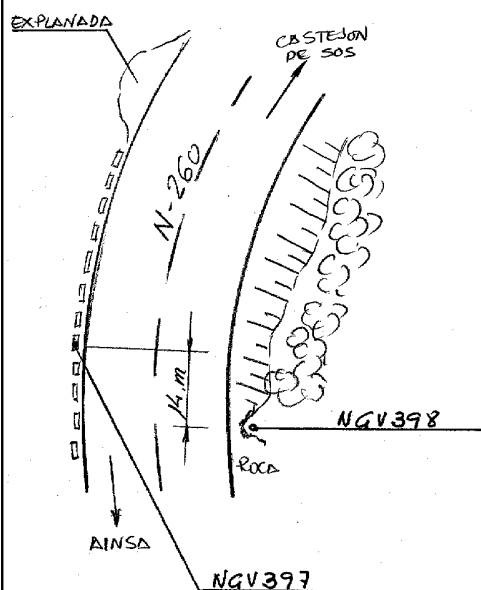 EXPLANADA
CASTEJON
DE SOS
N-260
14.m
NGV398
ROCA
AINSA
NGV397